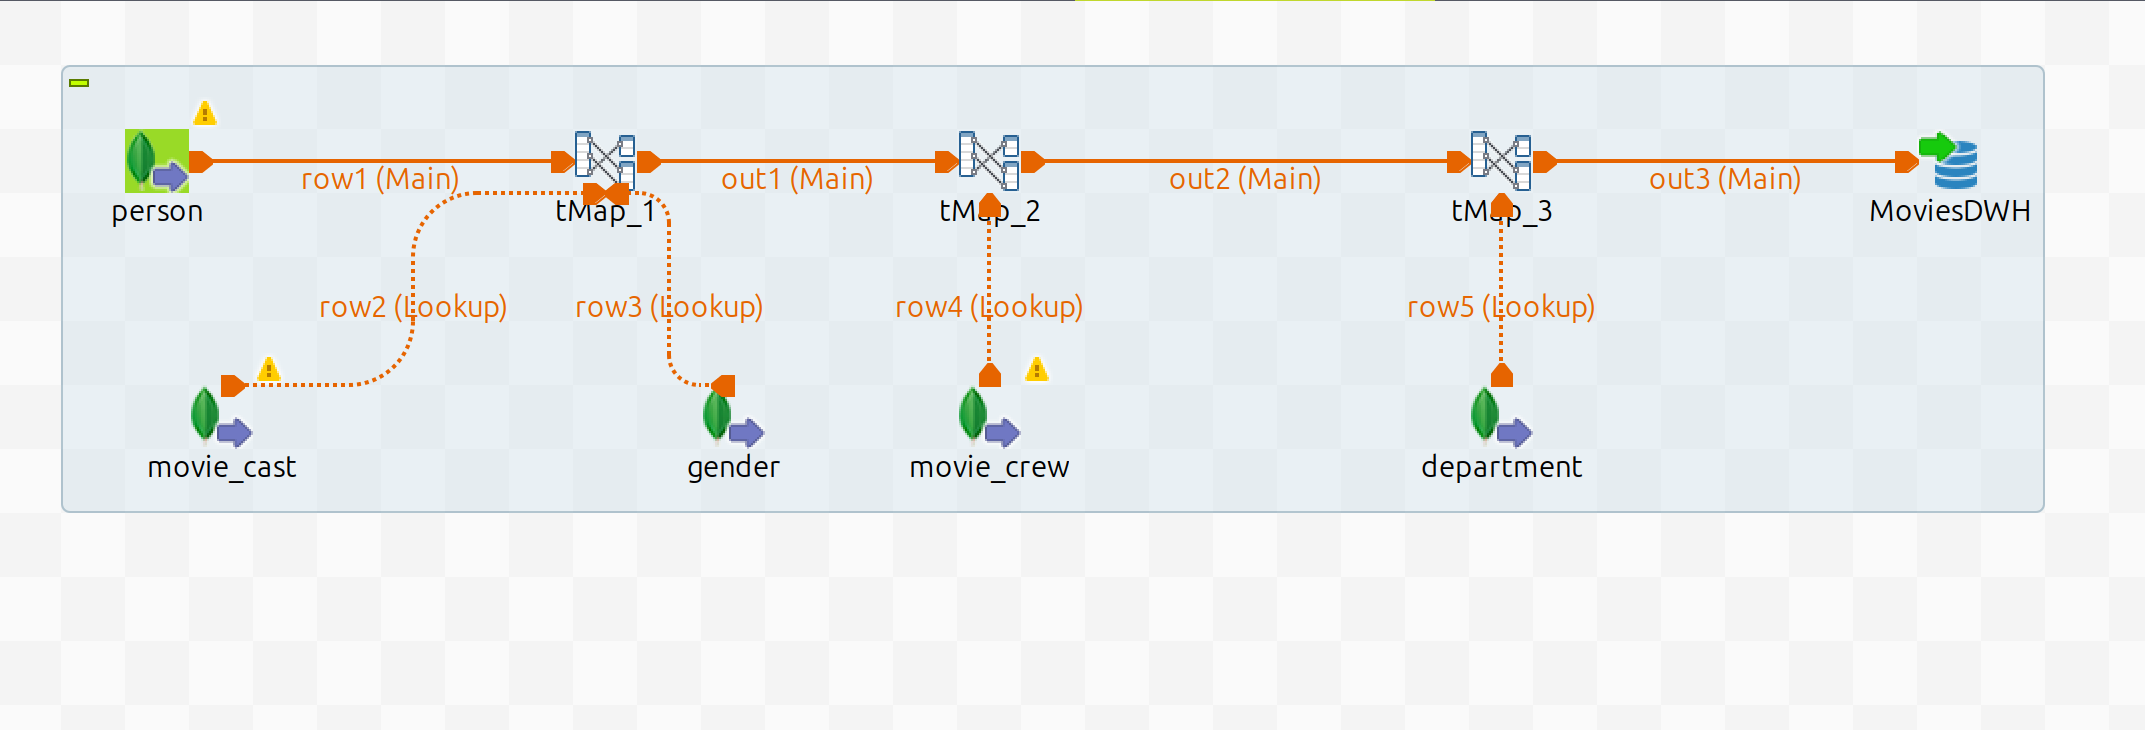 row1 (Main)
out1 (Main)
out2 (Main)
out3 (Main)
person
tMap_1
tMap_2
tMap_3
MoviesDWH
row2 (Lookup)
row3 (Lookup)
row4 (Lookup)
row5 (Lookup)
movie_cast
gender
movie_crew
department